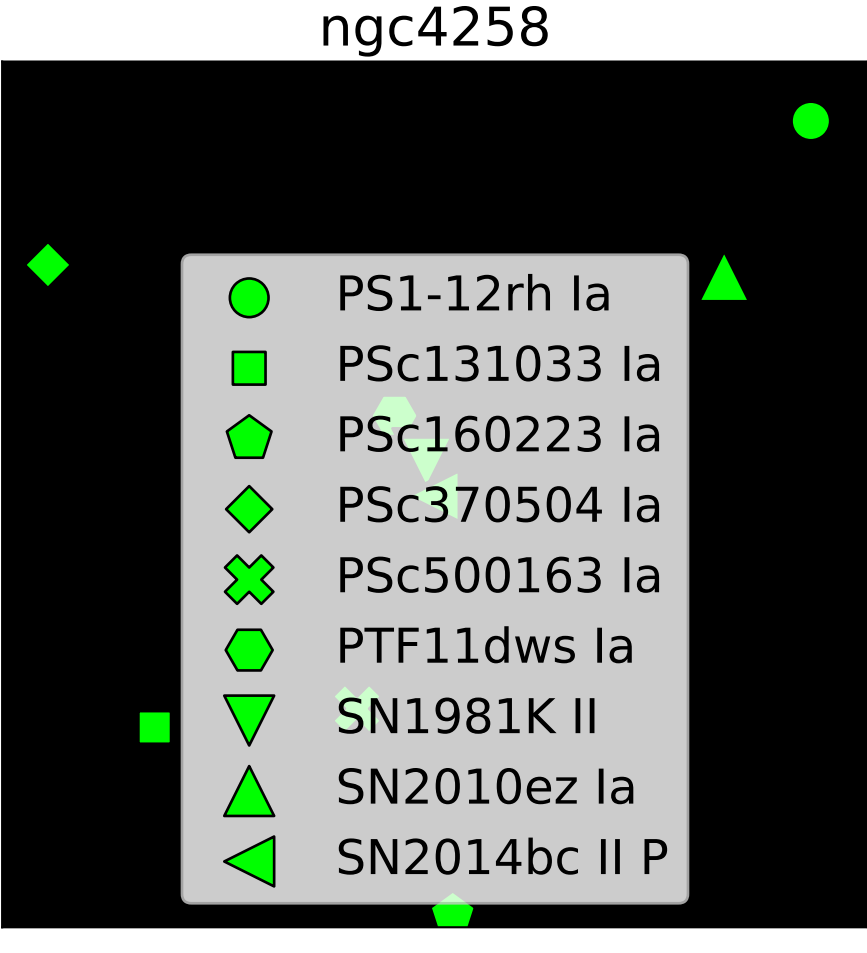 ngc4258
PS1-12rh Ia
PSc131033 Ia
PSc160223 Ia
PSc370504 Ia
PSc500163 Ia
PTF11dws Ia
SN1981K II
SN2010ez Ia
SN2014bc II P